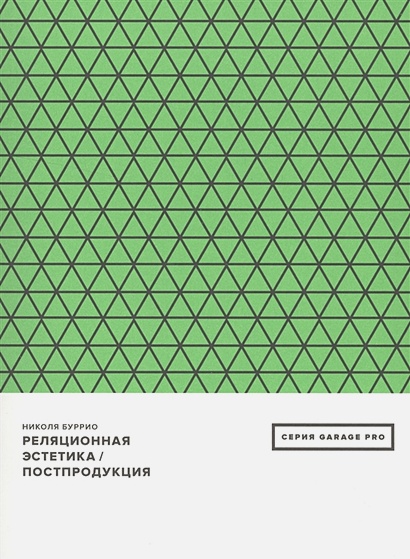 НИКОЛЯ БУРРИО
РЕЛЯЦИОННАЯ
ЭСТЕТИКА /
ПОСТПРОДУКЦИЯ
СЕРИЯ GARAGE PRO